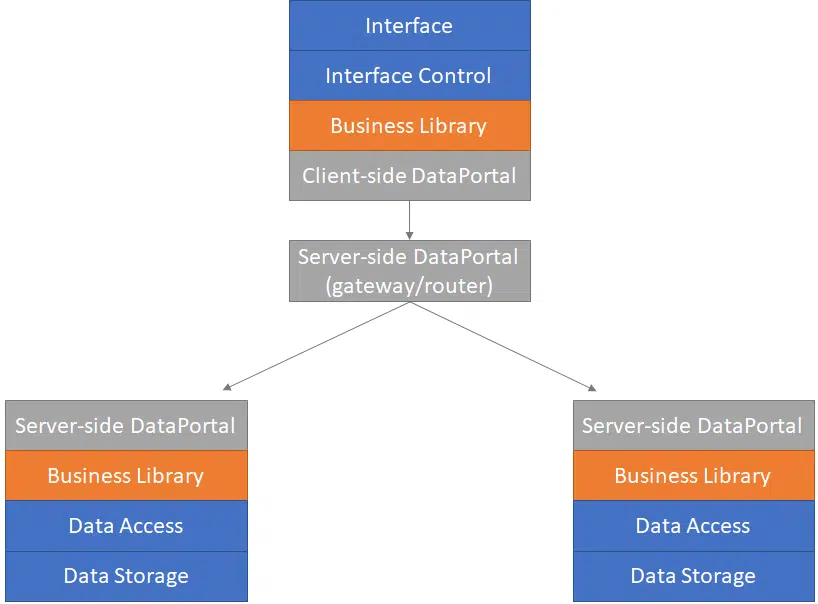 Interface
Interface Control
Business Library
Client-side DataPortal
Server-side DataPortal
(gateway/router)
Server-side DataPortal
Business Library
Data Access
Data Storage
Server-side DataPortal
Business Library
Data Access
Data Storage